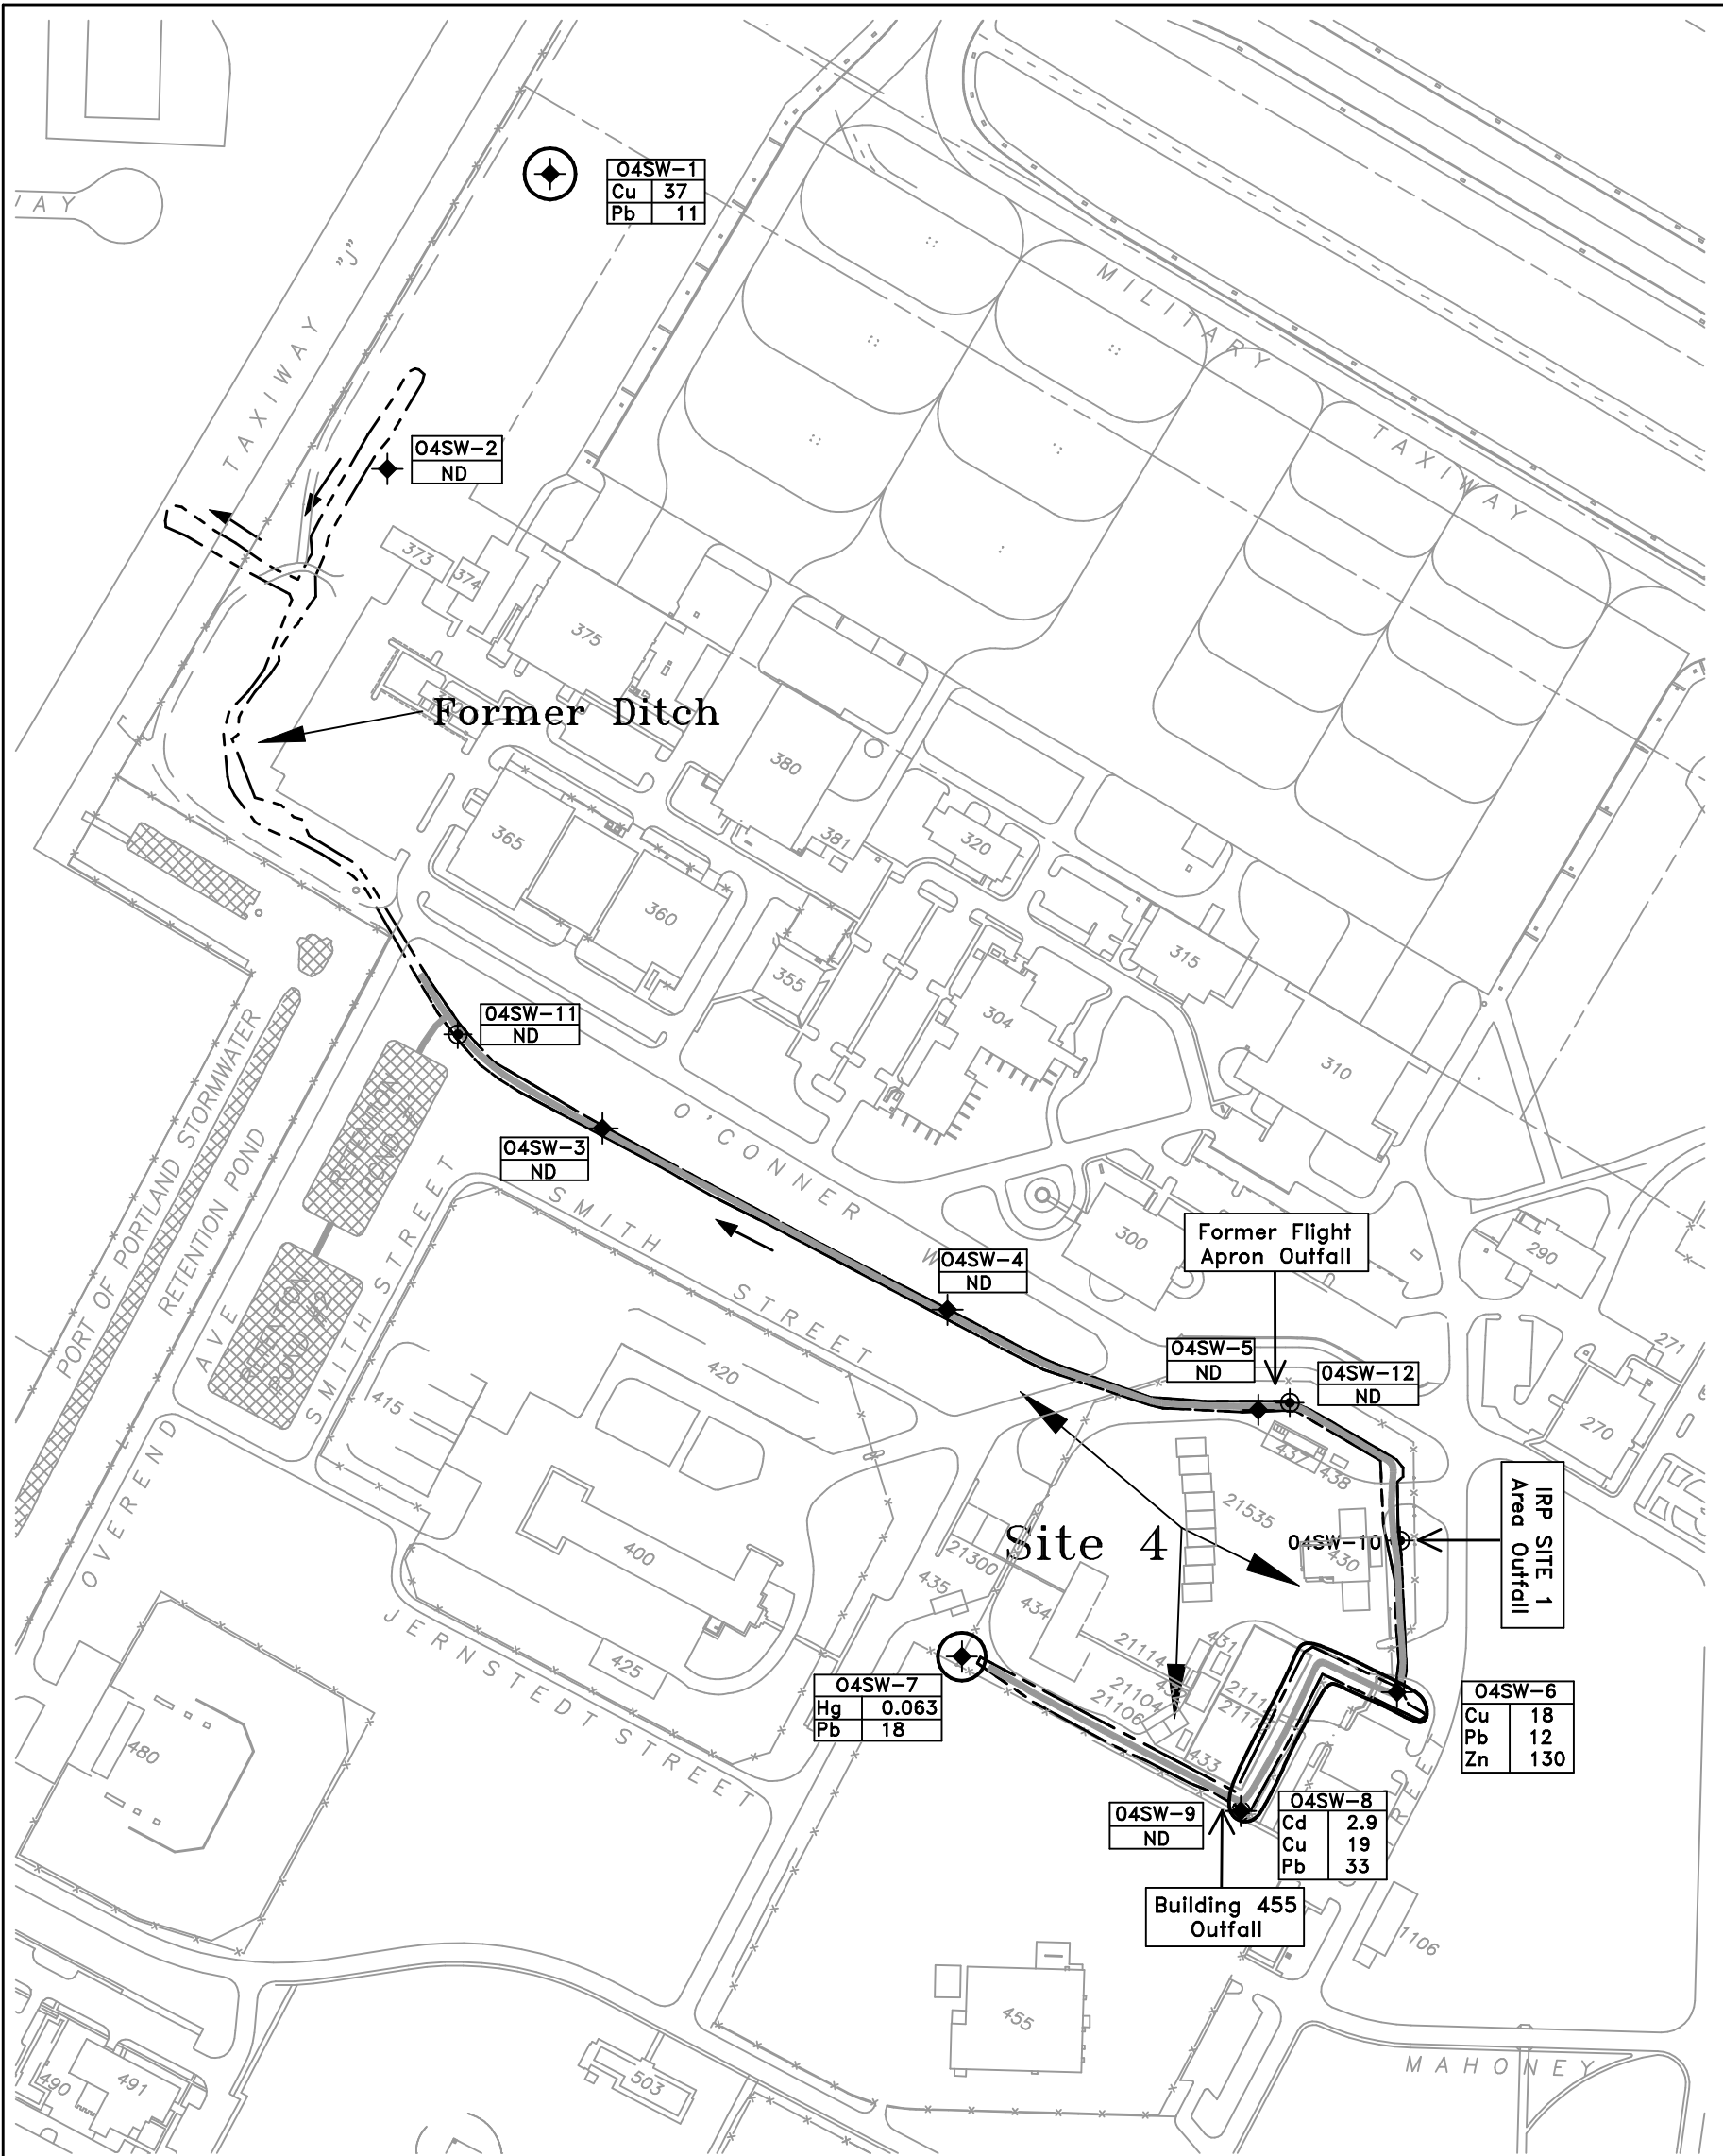 04SW-1
Cu 37
Pb 11
WAY
TAXIWAY "J"
MILITARY TAXIWAY
04SW-2
ND
373
374
375
Former Ditch
380
381
320
365
360
355
315
304
310
04SW-11
ND
04SW-3
ND
O'CONNER W
PORT OF PORTLAND STORMWATER
RETENTION POND
RETENTION
RETENTION
POND #2
SMITH STREET
SMITH STREET
OVEREND AVE
04SW-4
ND
300
Former Flight
Apron Outfall
290
271
270
04SW-5
ND
04SW-12
ND
420
415
400
425
437
438
21535
IRP SITE 1
Area Outfall
Site 4
04SW-10
430
21300
435
434
431
21114
21104
21106
433
04SW-7
Hg 0.063
Pb 18
04SW-6
Cu 18
Pb 12
Zn 130
JERNSTEDT STREET
480
04SW-9
ND
04SW-8
Cd 2.9
Cu 19
Pb 33
Building 455
Outfall
1106
455
MAHONEY
490
491
503